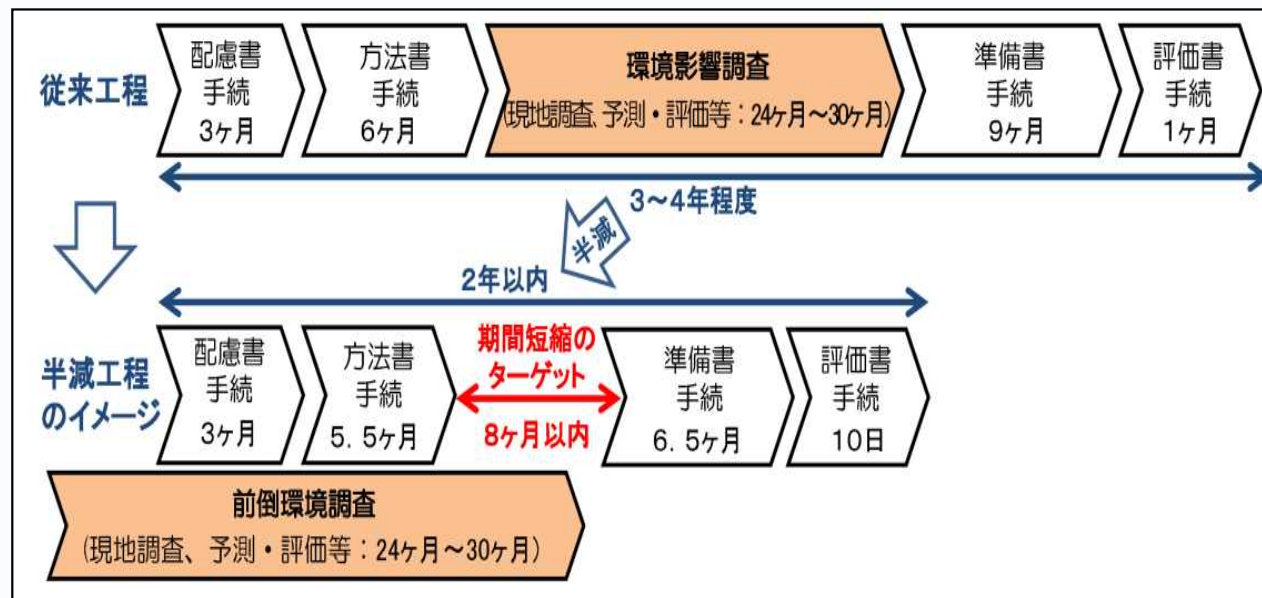 従来工程
配慮書
手続
3ヶ月
方法書
手続
6ヶ月
環境影響調査
(現地調査、予測・評価等：24ヶ月～30ヶ月)
準備書
手続
9ヶ月
評価書
手続
1ヶ月
3～4年程度
半減
2年以内
半減工程
のイメージ
配慮書
手続
3ヶ月
方法書
手続
5.5ヶ月
期間短縮の
ターゲット
8ヶ月以内
準備書
手続
6.5ヶ月
評価書
手続
10日
前倒環境調査
(現地調査、予測・評価等：24ヶ月～30ヶ月)